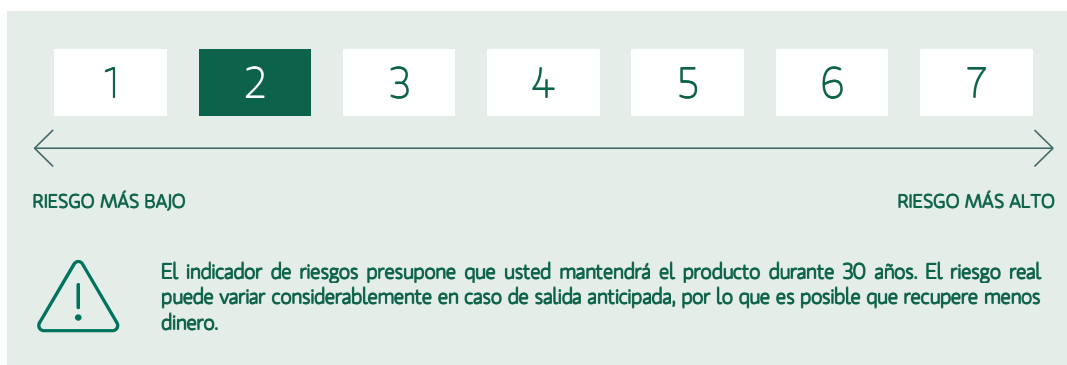 1 2 3 4 5 6 7
RIESGO MÁS BAJO RIESGO MÁS ALTO
El indicador de riesgos presupone que usted mantendrá el producto durante 30 años. El riesgo real
puede variar considerablemente en caso de salida anticipada, por lo que es posible que recupere menos
dinero.